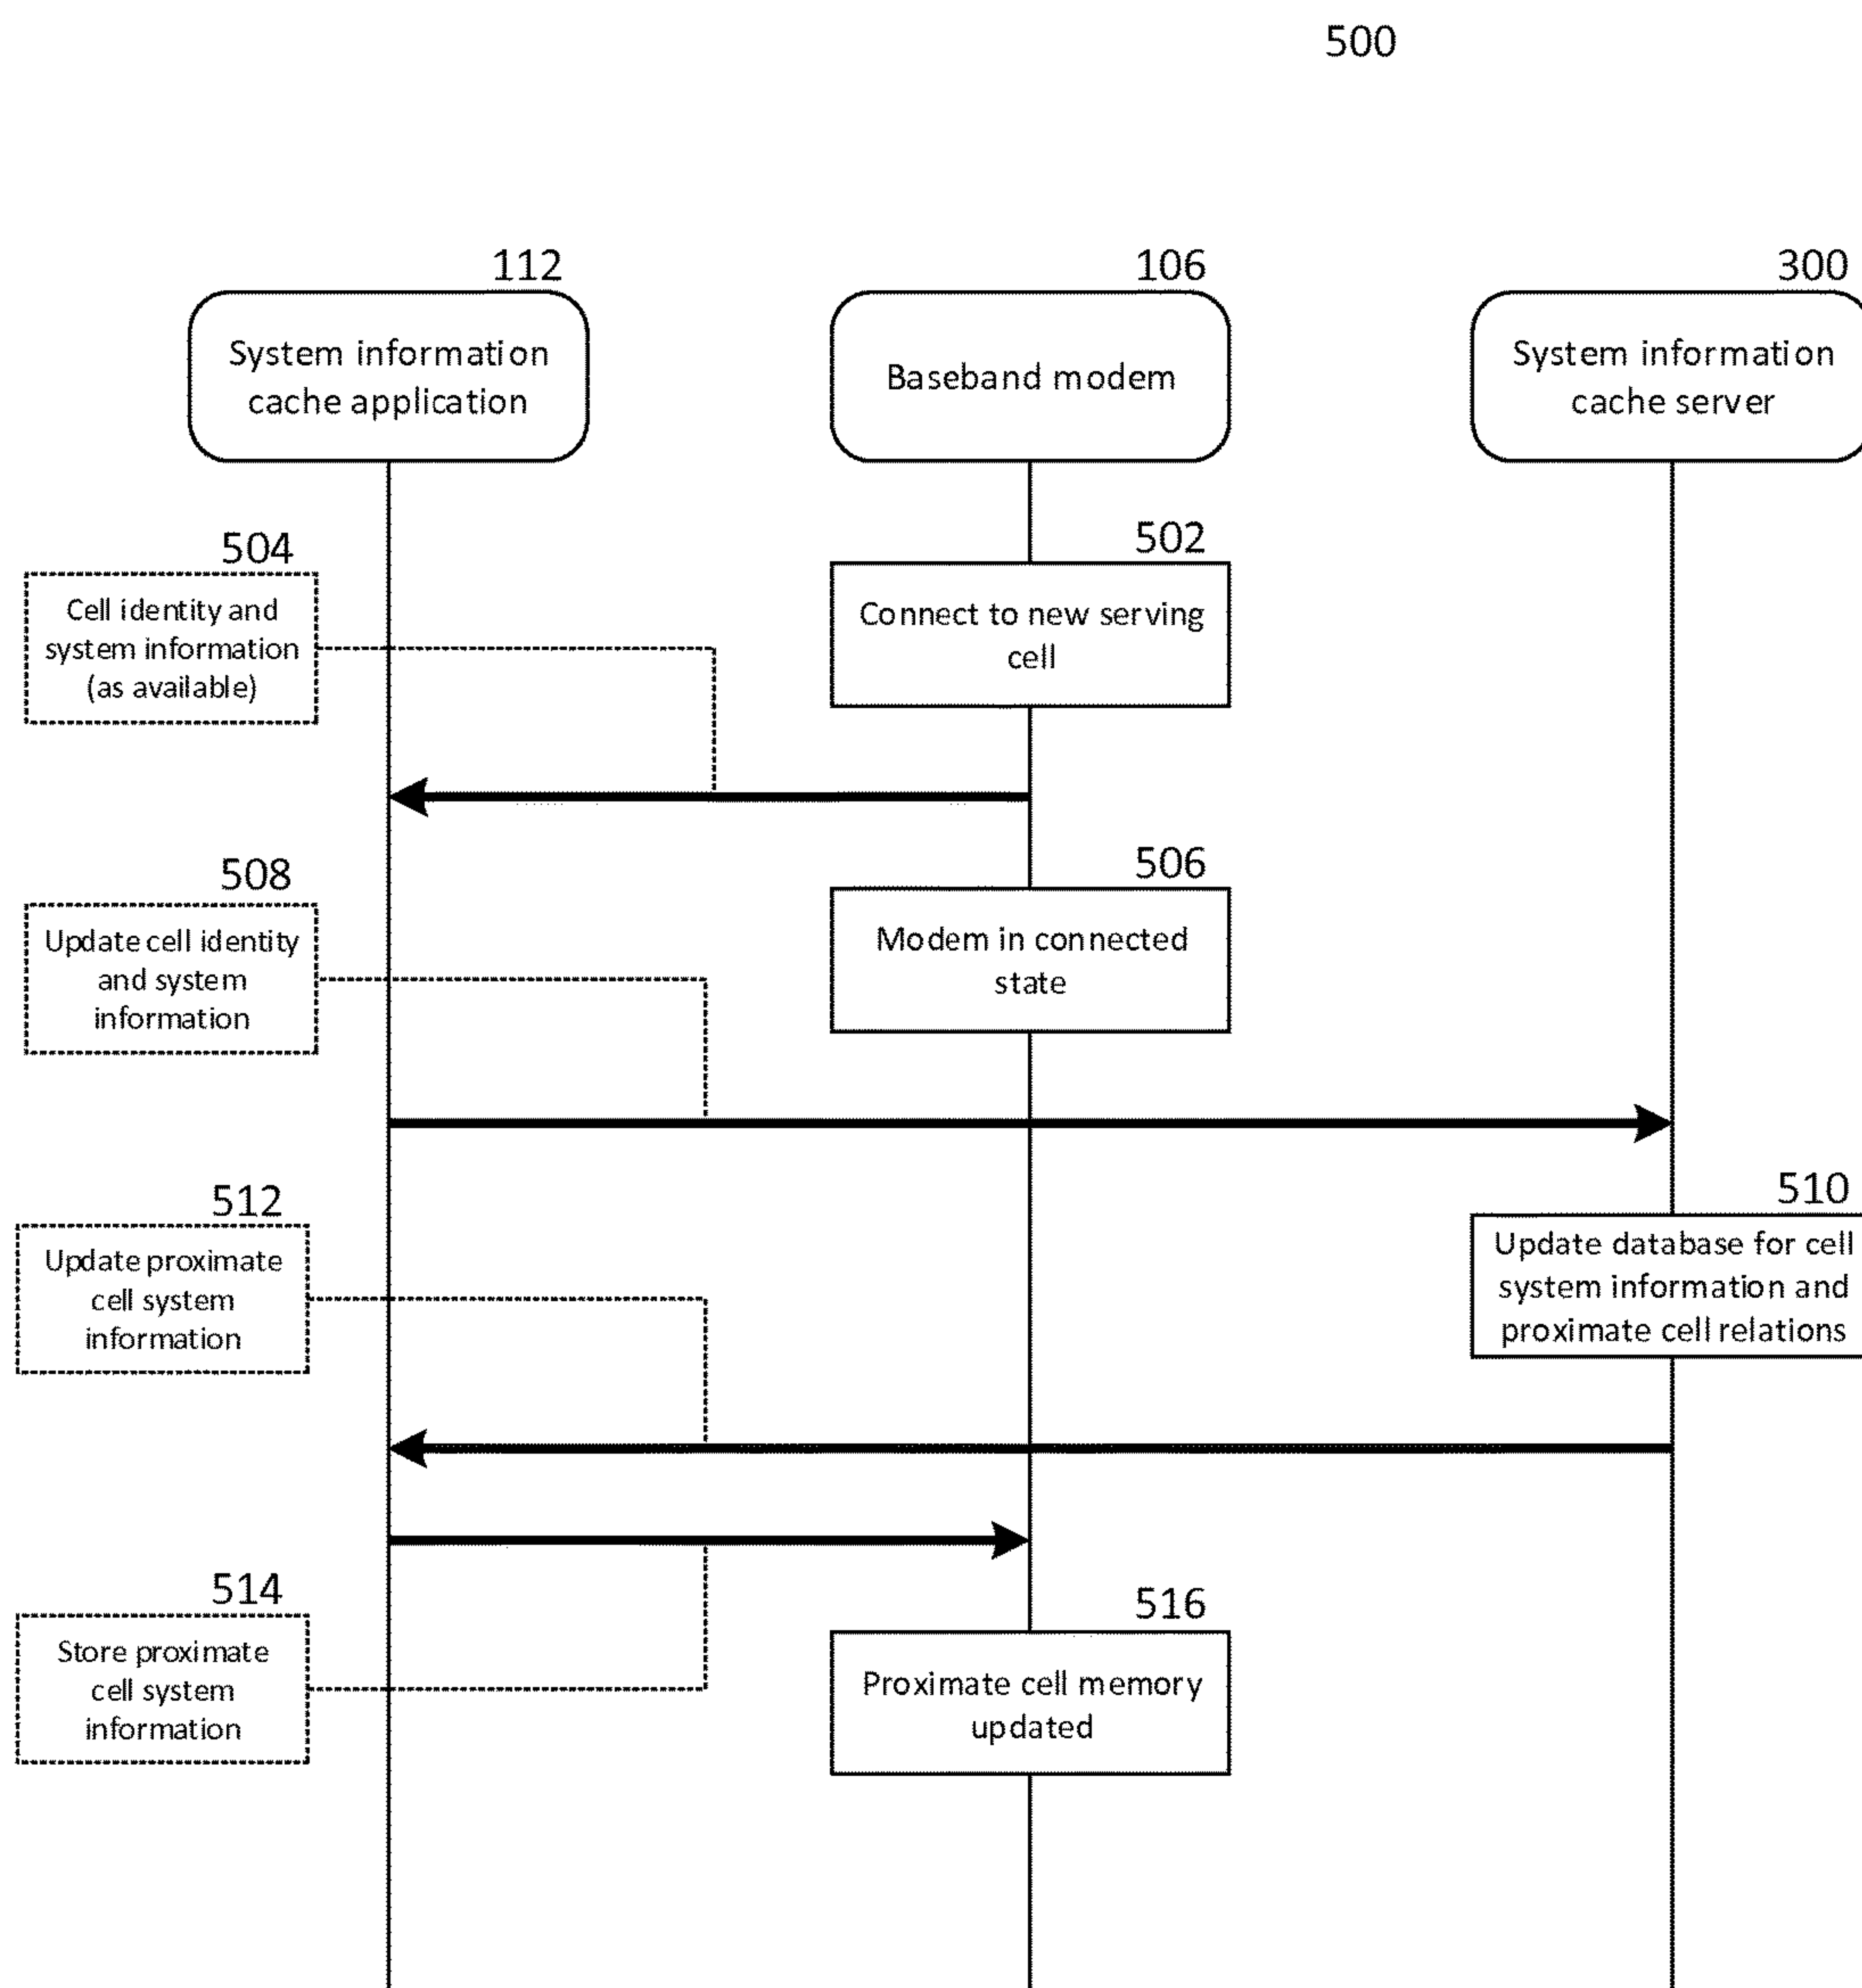 500
112
106
300
System information
cache application
Baseband modem
System information
cache server
502
Connect to new serving
cell
504
Cell identity and
system information
(as available)
506
Modem in connected
state
508
Update cell identity
and system
information
510
Update database for cell
system information and
proximate cell relations
512
Update proximate
cell system
information
514
Store proximate
cell system
information
516
Proximate cell memory
updated